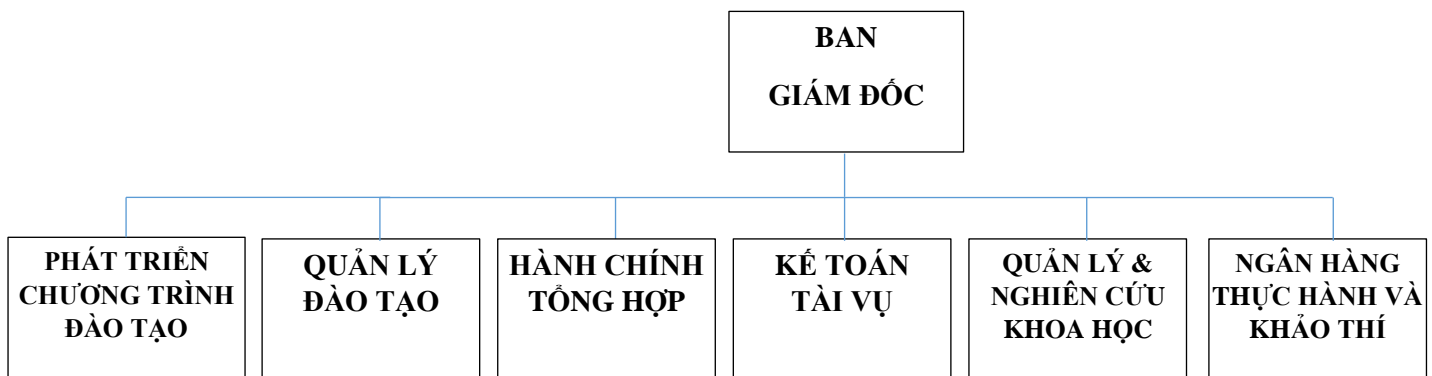 BAN
GIÁM ĐỐC
PHÁT TRIỂN
CHƯƠNG TRÌNH
ĐÀO TẠO
QUẢN LÝ
ĐÀO TẠO
HÀNH CHÍNH
TỔNG HỢP
KẾ TOÁN
TÀI VỤ
QUẢN LÝ &
NGHIÊN CỨU
KHOA HỌC
NGÂN HÀNG
THỰC HÀNH VÀ
KHẢO THÍ